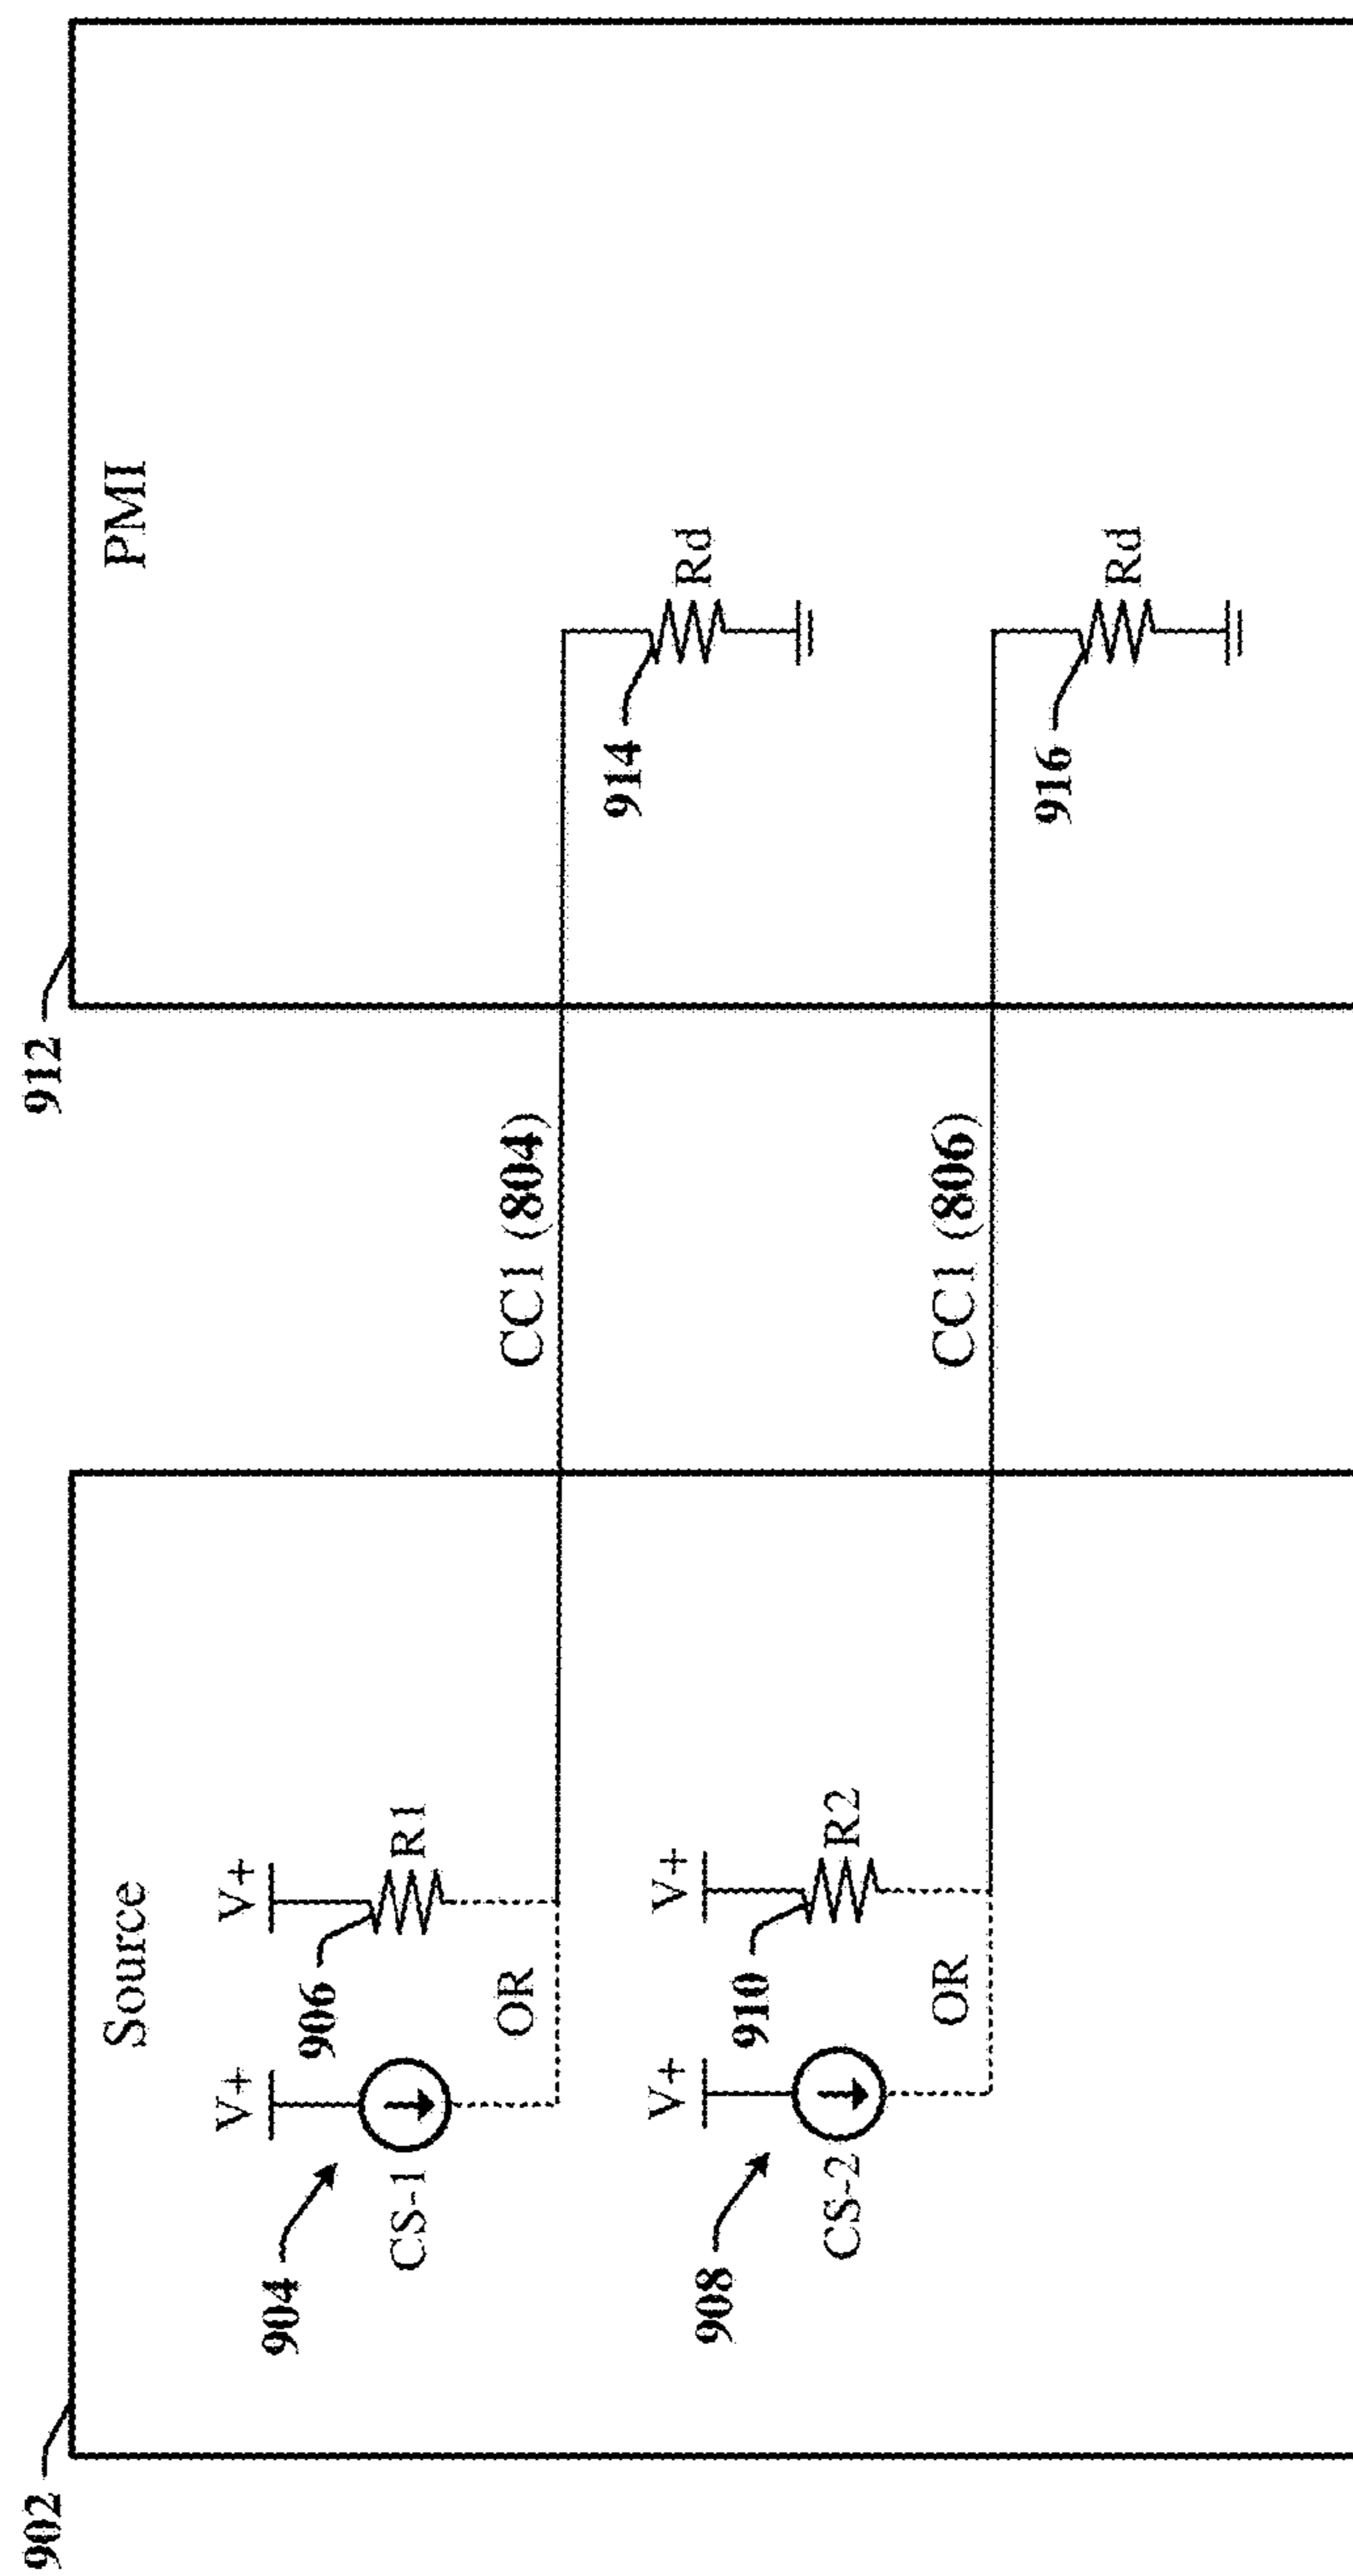 902
912
Source
PMI
V+
V+
904
906
CS-1
R1
OR
CC1 (804)
914
Rd
V+
V+
908
910
CS-2
R2
OR
CC1 (806)
916
Rd